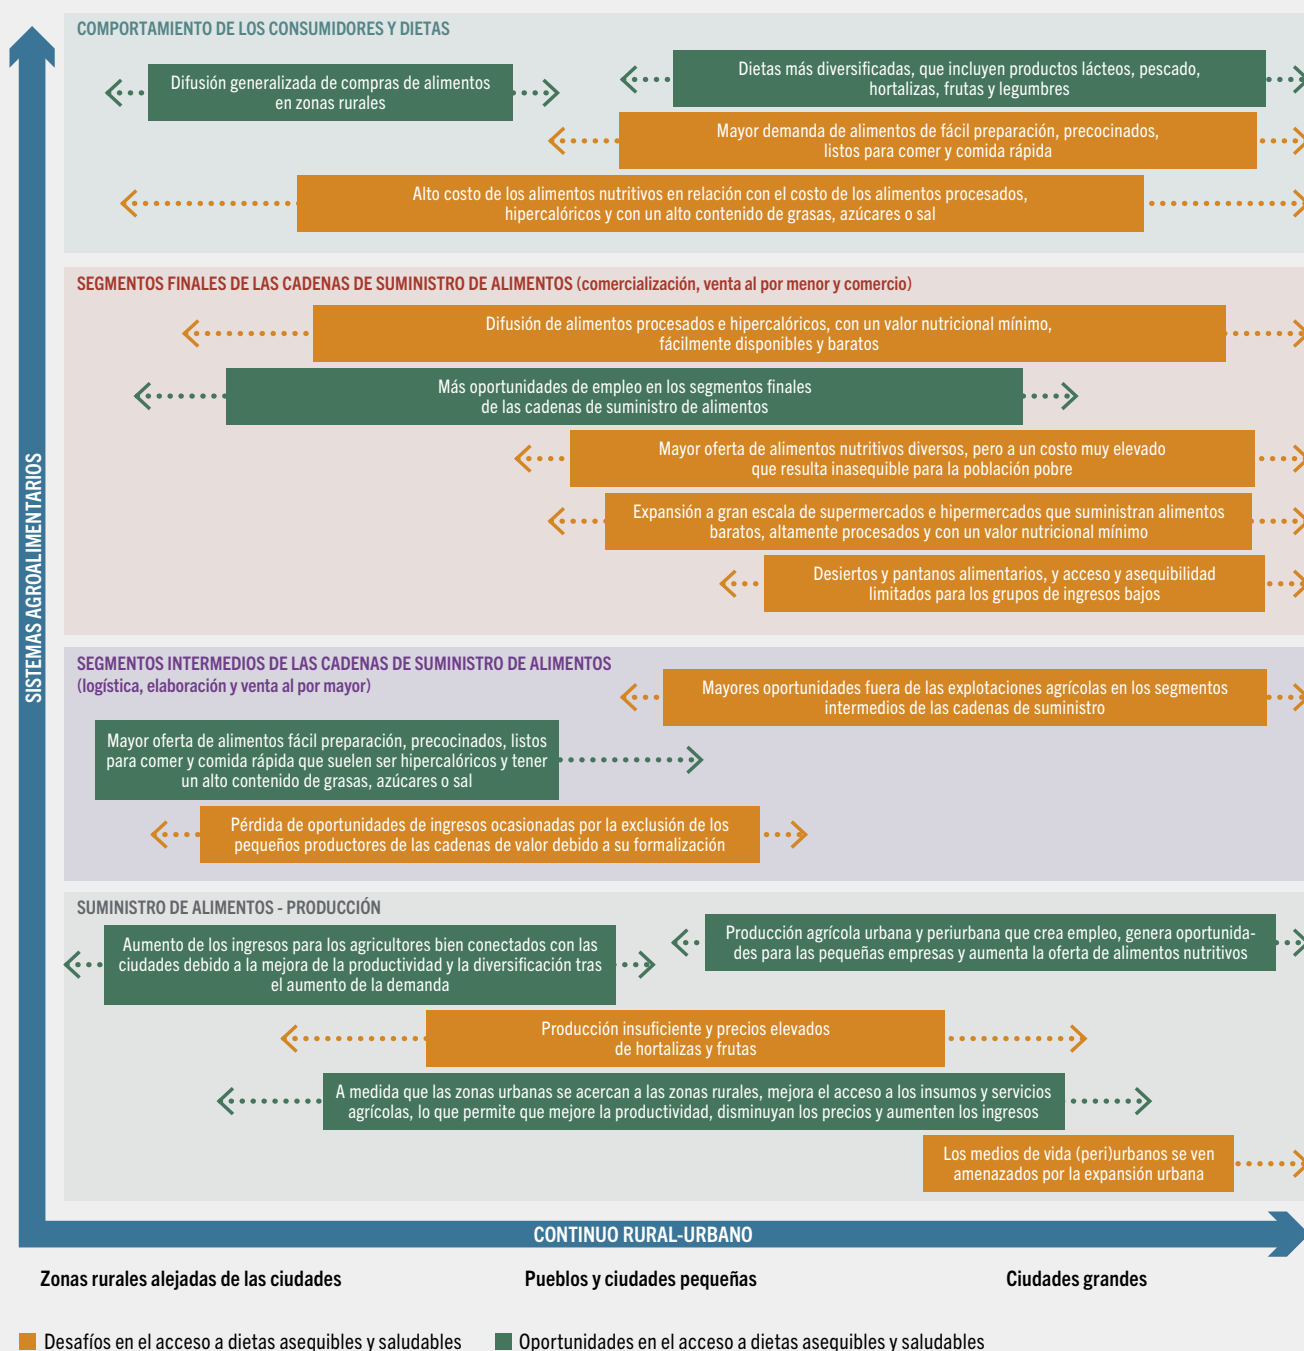 COMPORTAMIENTO DE LOS CONSUMIDORES Y DIETAS
Difusión generalizada de compras de alimentos
en zonas rurales
Dietas más diversificadas, que incluyen productos lácteos, pescado,
hortalizas, frutas y legumbres
Mayor demanda de alimentos de fácil preparación, precocinados,
listos para comer y comida rápida
Alto costo de los alimentos nutritivos en relación con el costo de los alimentos procesados,
hipercalóricos y con un alto contenido de grasas, azúcares o sal
SEGMENTOS FINALES DE LAS CADENAS DE SUMINISTRO DE ALIMENTOS (comercialización, venta al por menor y comercio)
Difusión de alimentos procesados e hipercalóricos, con un valor nutricional mínimo,
fácilmente disponibles y baratos
Más oportunidades de empleo en los segmentos finales
de las cadenas de suministro de alimentos
Mayor oferta de alimentos nutritivos diversos, pero a un costo muy elevado
que resulta inasequible para la población pobre
Expansión a gran escala de supermercados e hipermercados que suministran alimentos
baratos, altamente procesados y con un valor nutricional mínimo
Desiertos y pantanos alimentarios, y acceso y asequibilidad
limitados para los grupos de ingresos bajos
SEGMENTOS INTERMEDIOS DE LAS CADENAS DE SUMINISTRO DE ALIMENTOS
(logística, elaboración y venta al por mayor)
Mayores oportunidades fuera de las explotaciones agrícolas en los segmentos
intermedios de las cadenas de suministro
Mayor oferta de alimentos fácil preparación, precocinados, listos
para comer y comida rápida que suelen ser hipercalóricos y tener
un alto contenido de grasas, azúcares o sal
Pérdida de oportunidades de ingresos ocasionadas por la exclusión de los
pequeños productores de las cadenas de valor debido a su formalización
SUMINISTRO DE ALIMENTOS - PRODUCCIÓN
Aumento de los ingresos para los agricultores bien conectados con las
ciudades debido a la mejora de la productividad y la diversificación tras
el aumento de la demanda
Producción agrícola urbana y periurbana que crea empleo, genera oportunida-
des para las pequeñas empresas y aumenta la oferta de alimentos nutritivos
Producción insuficiente y precios elevados
de hortalizas y frutas
A medida que las zonas urbanas se acercan a las zonas rurales, mejora el acceso a los insumos y servicios
agrícolas, lo que permite que mejore la productividad, disminuyan los precios y aumenten los ingresos
Los medios de vida (peri)urbanos se ven
amenazados por la expansión urbana
SISTEMAS AGROALIMENTARIOS
CONTINUO RURAL-URBANO
Zonas rurales alejadas de las ciudades
Pueblos y ciudades pequeñas
Ciudades grandes
Desafíos en el acceso a dietas asequibles y saludables
Oportunidades en el acceso a dietas asequibles y saludables